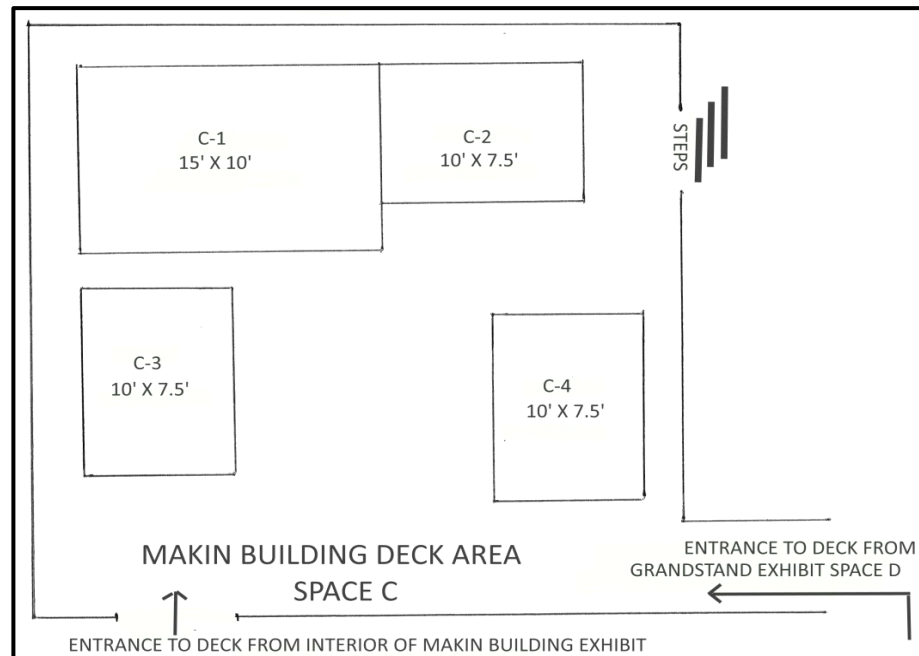 C-1
15' X 10'
C-2
10' X 7.5'
STEPS
C-3
10' X 7.5'
C-4
10' X 7.5'
MAKIN BUILDING DECK AREA
SPACE C
ENTRANCE TO DECK FROM
GRANDSTAND EXHIBIT SPACE D
ENTRANCE TO DECK FROM INTERIOR OF MAKIN BUILDING EXHIBIT